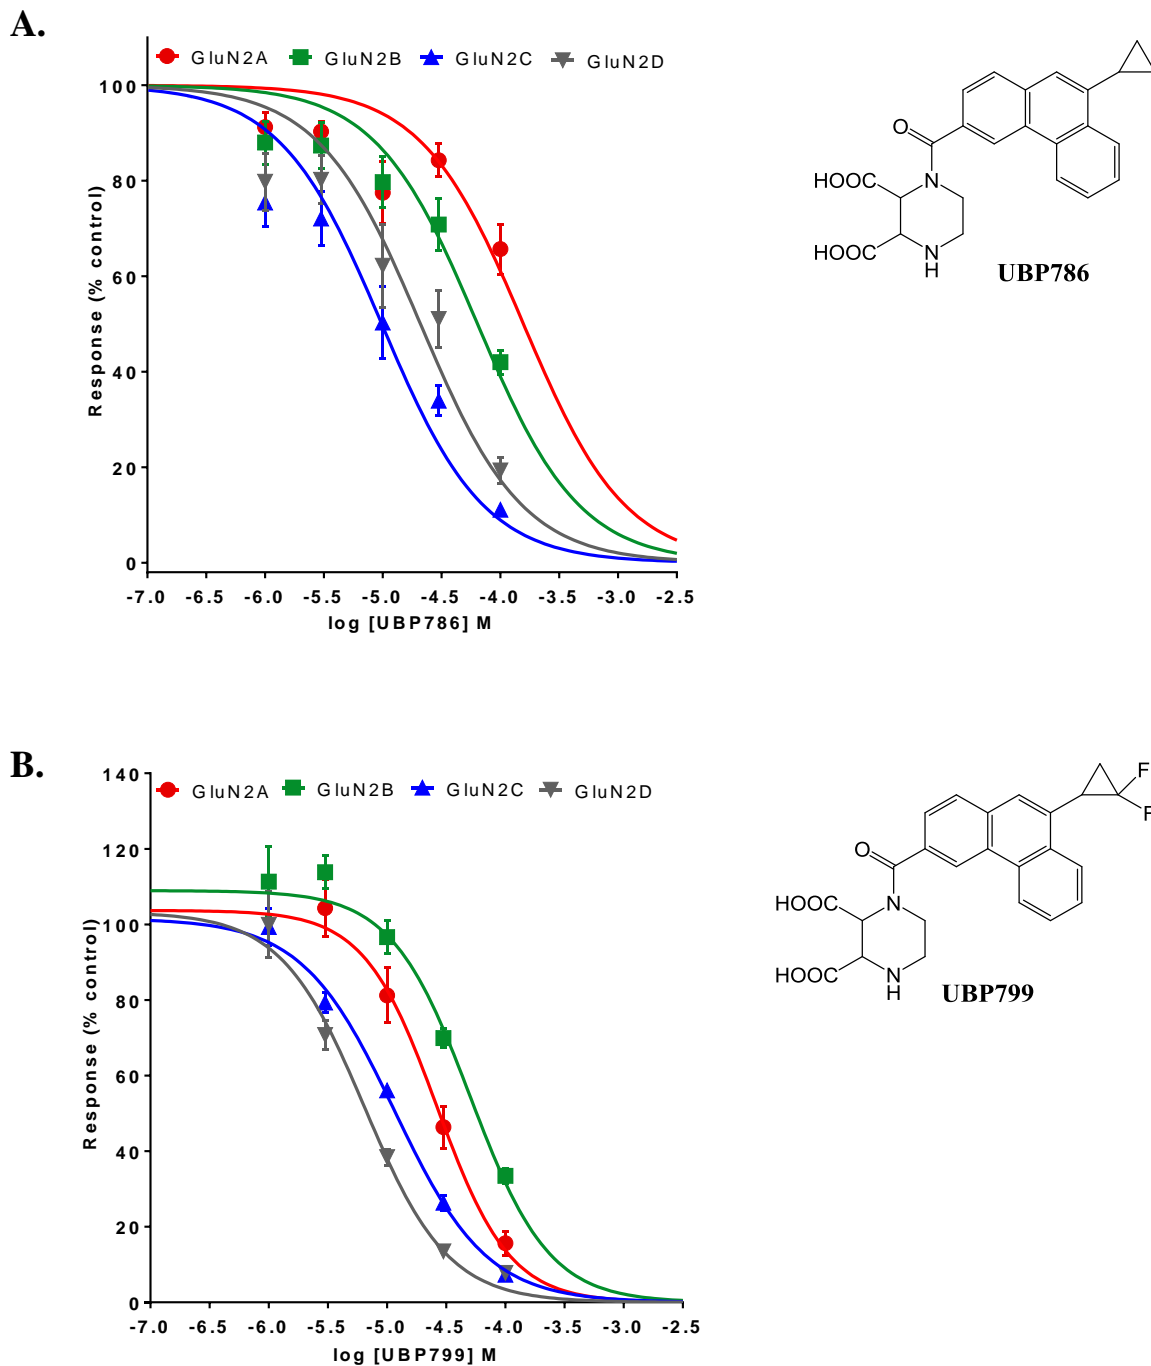 A.
GluN2A GluN2B GluN2C GluN2D
100
80
60
40
20
0
Response (% control)
-7.0 -6.5 -6.0 -5.5 -5.0 -4.5 -4.0 -3.5 -3.0 -2.5
log [UBP786] M
O
HOOC
N
HOOC
N
H
UBP786
B.
GluN2A GluN2B GluN2C GluN2D
140
120
100
80
60
40
20
0
Response (% control)
-7.0 -6.5 -6.0 -5.5 -5.0 -4.5 -4.0 -3.5 -3.0 -2.5
log [UBP799] M
F
F
O
HOOC
N
HOOC
N
H
UBP799